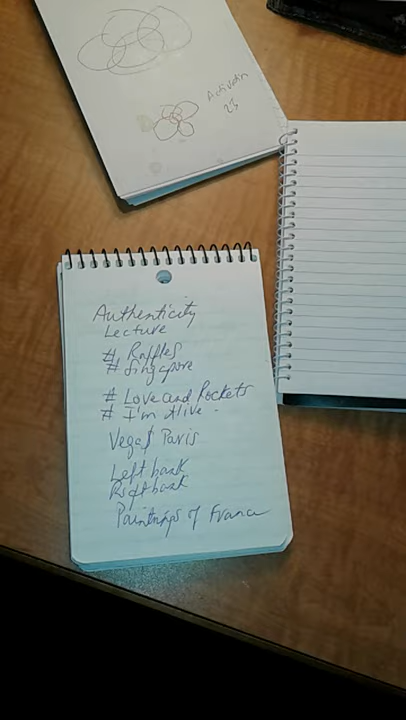 Activation
25
Authenticity
Lecture
# Raffles
# Singapore
# Love and Rockets
# I'm Alive.
Vegas Paris
Left bank
Right bank
Paintings of France